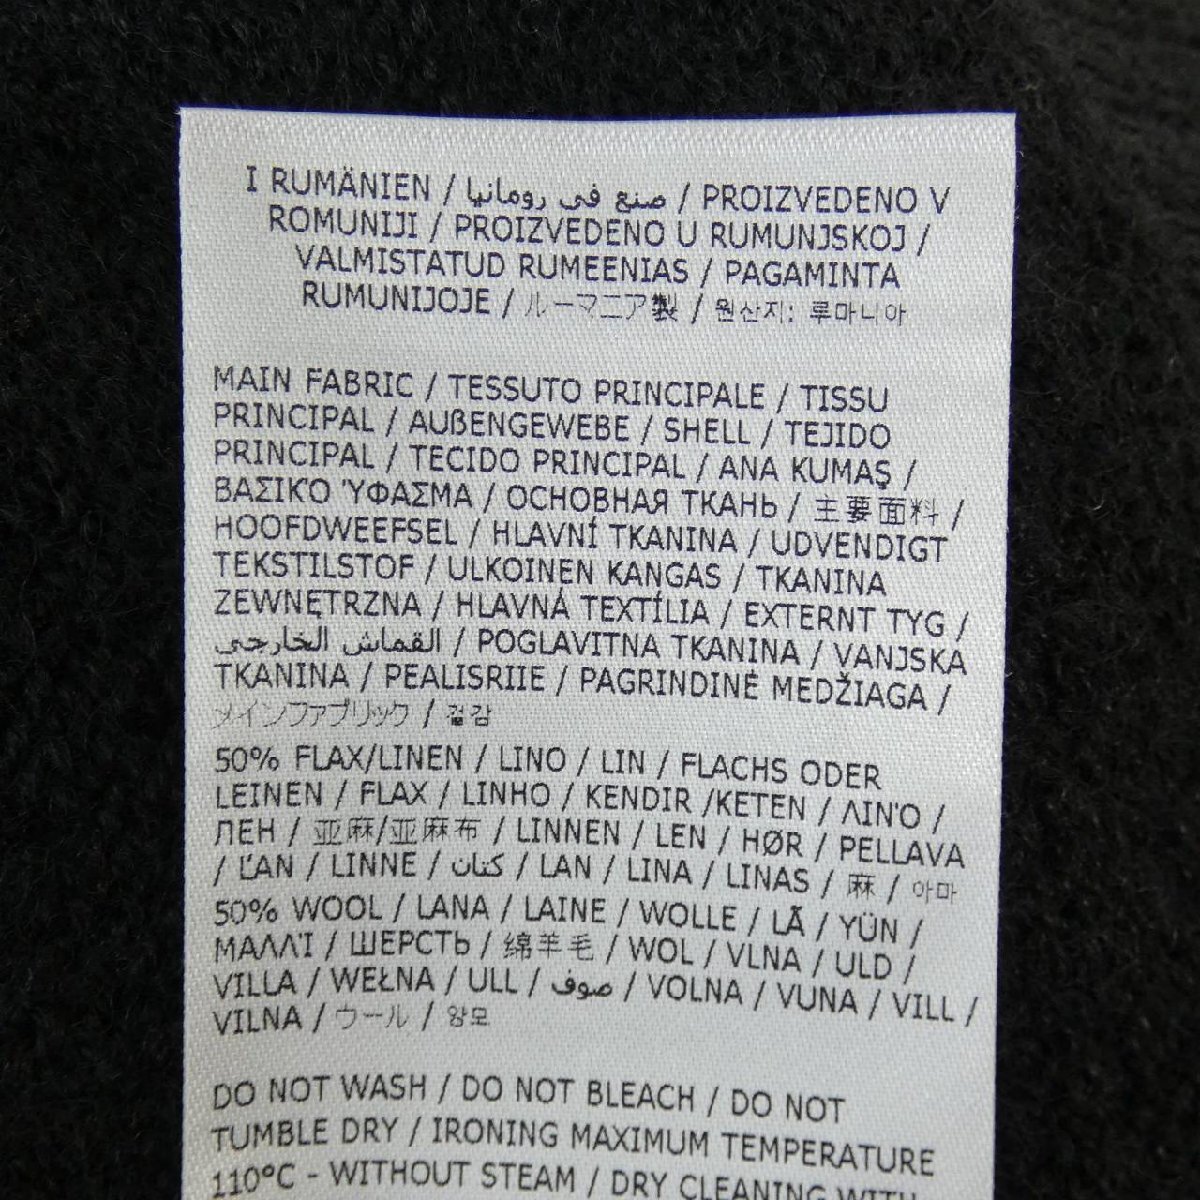 I RUMÄNIEN / صنع في رومانيا / PROIZVEDENO V
ROMUNIJI / PROIZVEDENO U RUMUNJSKOJ /
VALMISTATUD RUMEENIAS / PAGAMINTA
RUMUNIJOJE / ルーマニア製 / 원산지: 루마니아
MAIN FABRIC / TESSUTO PRINCIPALE / TISSU
PRINCIPAL / AUßENGEWEBE / SHELL / TEJIDO
PRINCIPAL / TECIDO PRINCIPAL / ANA KUMAŞ /
ΒΑΣΙΚΌ ΎΦΑΣΜΑ / ОСНОВНАЯ ТКАНЬ / 主要面料 /
HOOFDWEEFSEL / HLAVNÍ TKANINA / UDVENDIGT
TEKSTILSTOF / ULKOINEN KANGAS / TKANINA
ZEWNĘTRZNA / HLAVNÁ TEXTÍLIA / EXTERNT TYG /
القماش الخارجي / POGLAVITNA TKANINA / VANJSKA
TKANINA / PEALISRIIE / PAGRINDINĖ MEDŽIAGA /
メインファブリック / 겉감
50% FLAX/LINEN / LINO / LIN / FLACHS ODER
LEINEN / FLAX / LINHO / KENDIR /KETEN / ΛΙΝΌ /
ЛЕН / 亚麻/亚麻布 / LINNEN / LEN / HØR / PELLAVA
/ ĽAN / LINNE / كتان / LAN / LINA / LINAS / 麻 / 아마
50% WOOL / LANA / LAINE / WOLLE / LÃ / YÜN /
ΜΑΛΛΊ / ШЕРСТЬ / 绵羊毛 / WOL / VLNA / ULD /
VILLA / WEŁNA / ULL / صوف / VOLNA / VUNA / VILL /
VILNA / ウール / 양모
DO NOT WASH / DO NOT BLEACH / DO NOT
TUMBLE DRY / IRONING MAXIMUM TEMPERATURE
110°C - WITHOUT STEAM / DRY CLEANING WITH